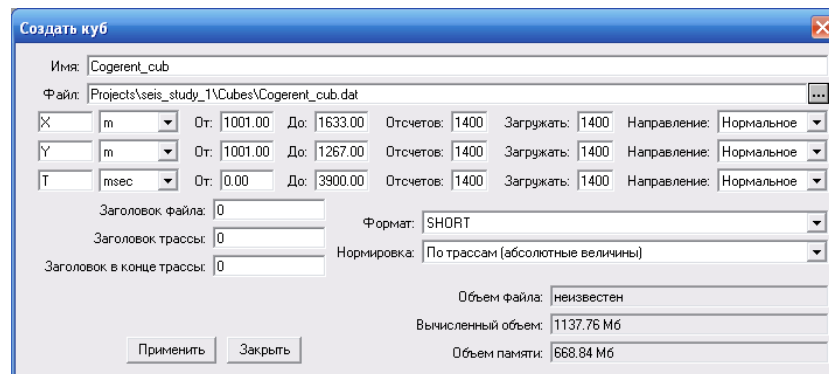 Создать куб
Имя: Cogerent_cub
Файл: Projects\seis_study_1\Cubes\Cogerent_cub.dat ...
X m От: 1001.00 До: 1633.00 Отсчетов: 1400 Загружать: 1400 Направление: Нормальное
Y m От: 1001.00 До: 1267.00 Отсчетов: 1400 Загружать: 1400 Направление: Нормальное
T msec От: 0.00 До: 3900.00 Отсчетов: 1400 Загружать: 1400 Направление: Нормальное
Заголовок файла: 0
Формат: SHORT
Заголовок трассы: 0
Нормировка: По трассам (абсолютные величины)
Заголовок в конце трассы: 0
Объем файла: неизвестен
Вычисленный объем: 1137.76 Мб
Применить Закрыть Объем памяти: 668.84 Мб